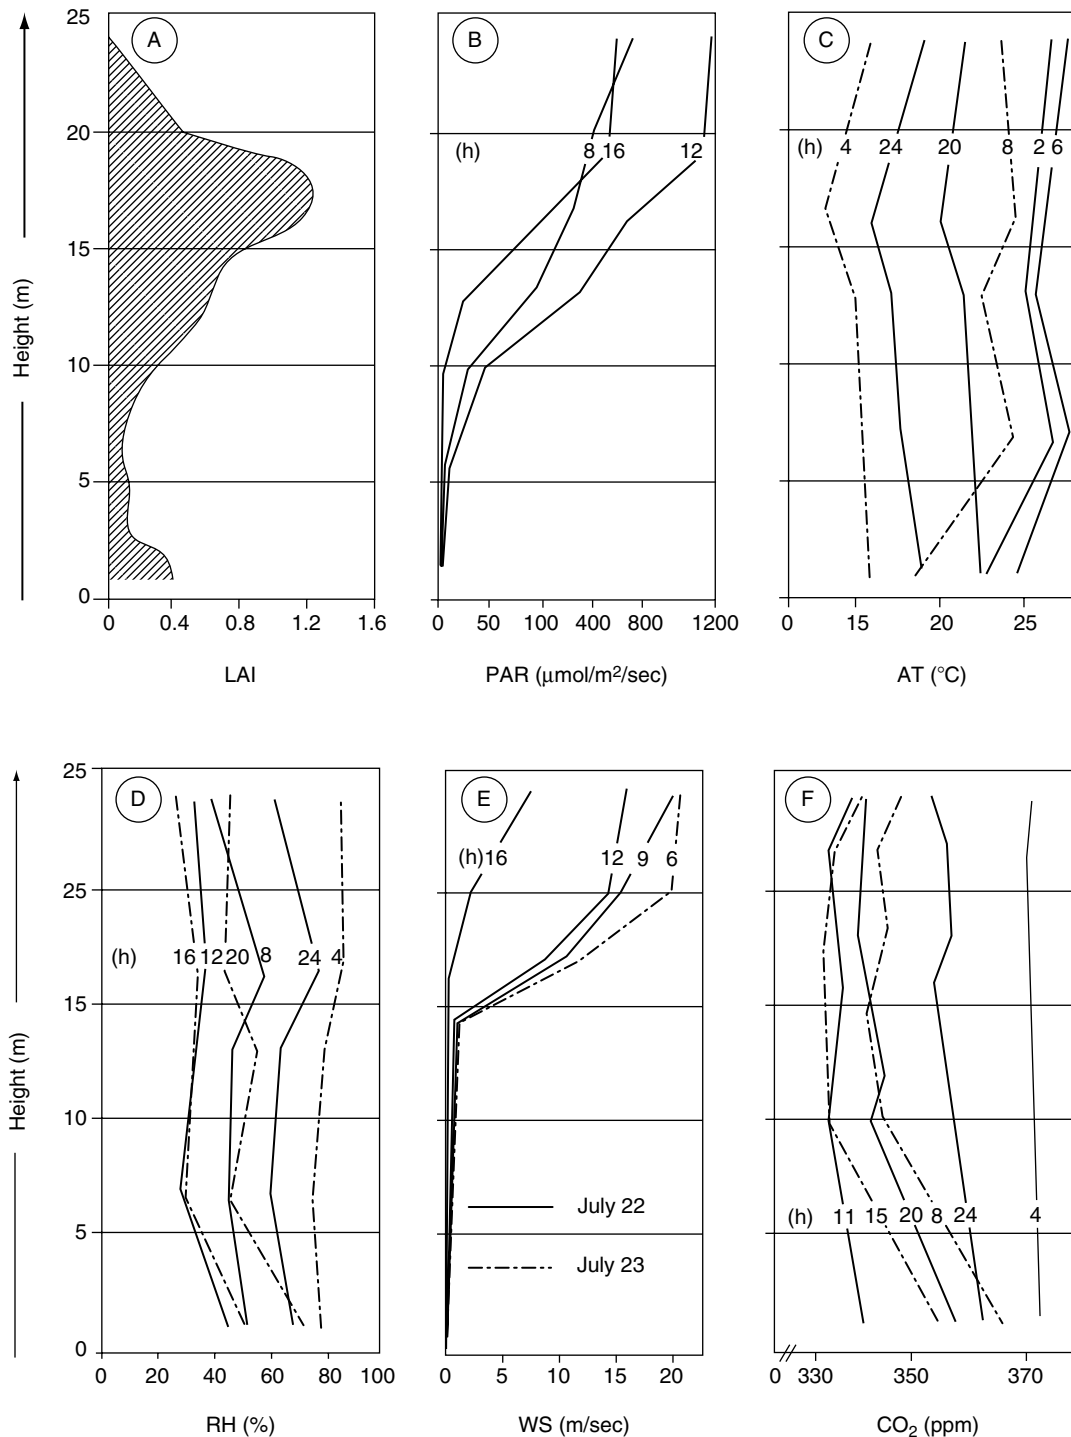 25
A
B
C
20
(h) 8 16 12
(h) 4 24 20 8 2 6
15
Height (m)
10
5
0
0 0.4 0.8 1.2 1.6
0 50 100 400 800 1200
0 15 20 25
LAI
PAR (μmol/m²/sec)
AT (°C)
25
D
E
F
(h) 16 12 9 6
25
(h) 16 12 20 8 24 4
15
Height (m)
10
July 22
(h) 11 15 20 8 24 4
5
July 23
0
0 20 40 60 80 100
0 5 10 15 20
0 330 350 370
RH (%)
WS (m/sec)
CO₂ (ppm)